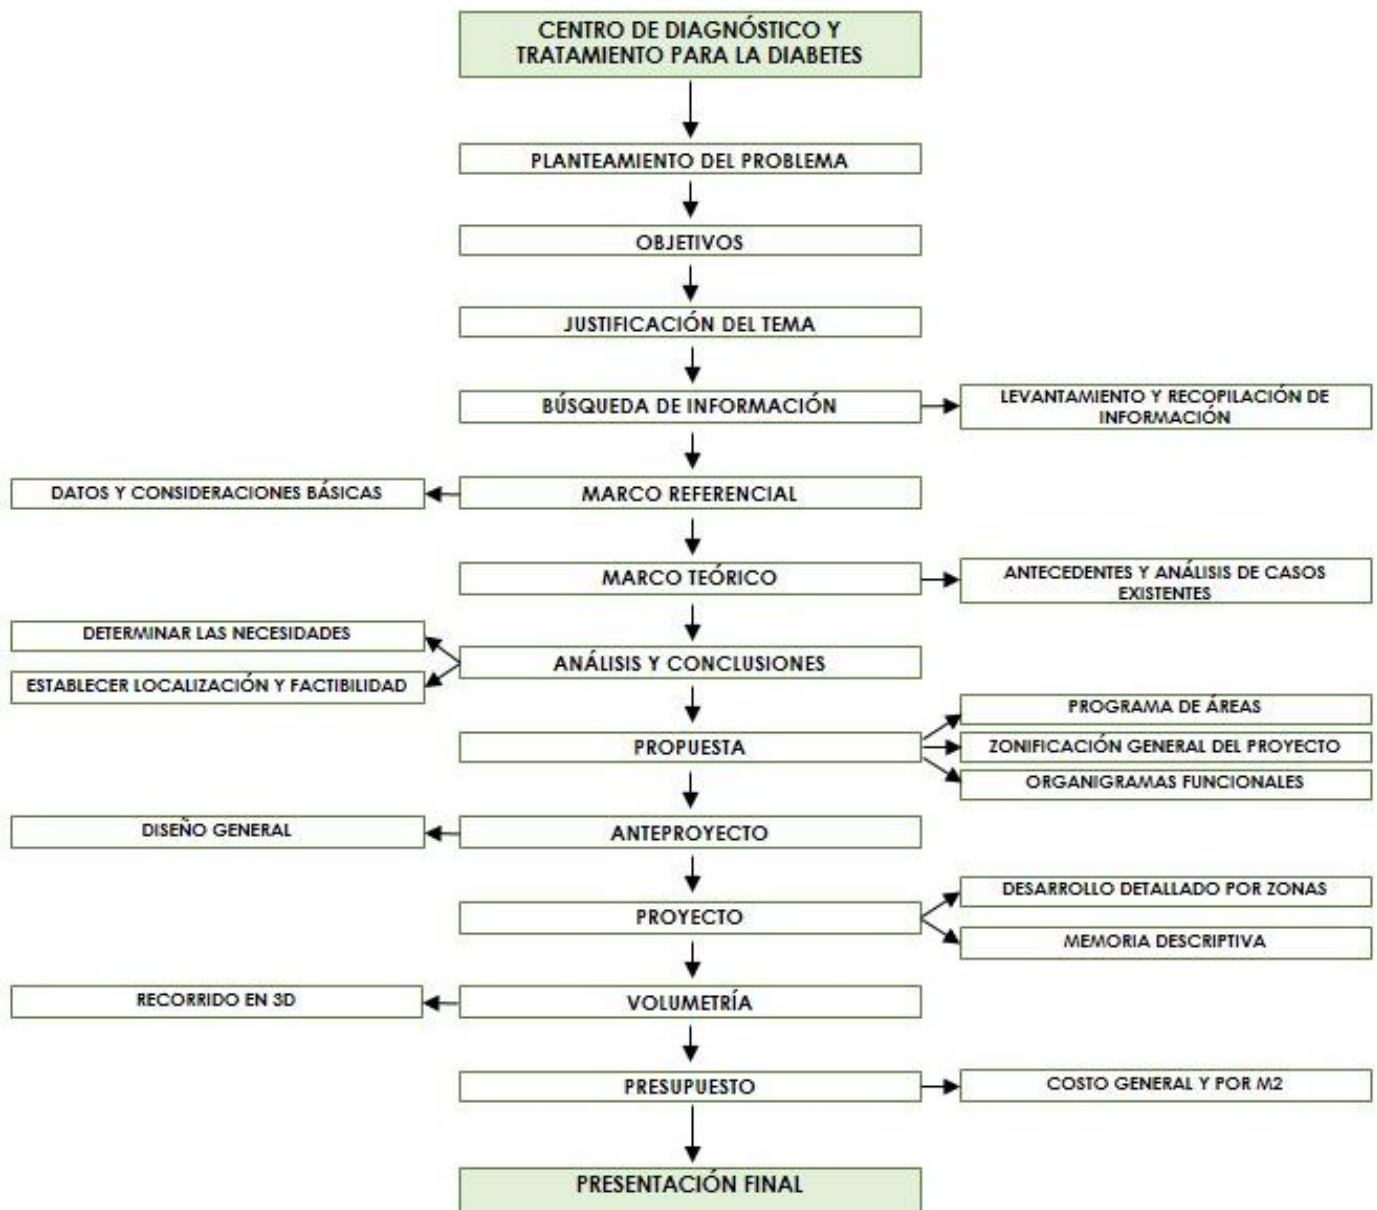 CENTRO DE DIAGNÓSTICO Y
TRATAMIENTO PARA LA DIABETES
PLANTEAMIENTO DEL PROBLEMA
OBJETIVOS
JUSTIFICACIÓN DEL TEMA
BÚSQUEDA DE INFORMACIÓN
LEVANTAMIENTO Y RECOPILACIÓN DE
INFORMACIÓN
DATOS Y CONSIDERACIONES BÁSICAS
MARCO REFERENCIAL
MARCO TEÓRICO
ANTECEDENTES Y ANÁLISIS DE CASOS
EXISTENTES
DETERMINAR LAS NECESIDADES
ESTABLECER LOCALIZACIÓN Y FACTIBILIDAD
ANÁLISIS Y CONCLUSIONES
PROPUESTA
PROGRAMA DE ÁREAS
ZONIFICACIÓN GENERAL DEL PROYECTO
ORGANIGRAMAS FUNCIONALES
DISEÑO GENERAL
ANTEPROYECTO
PROYECTO
DESARROLLO DETALLADO POR ZONAS
MEMORIA DESCRIPTIVA
RECORRIDO EN 3D
VOLUMETRÍA
PRESUPUESTO
COSTO GENERAL Y POR M2
PRESENTACIÓN FINAL